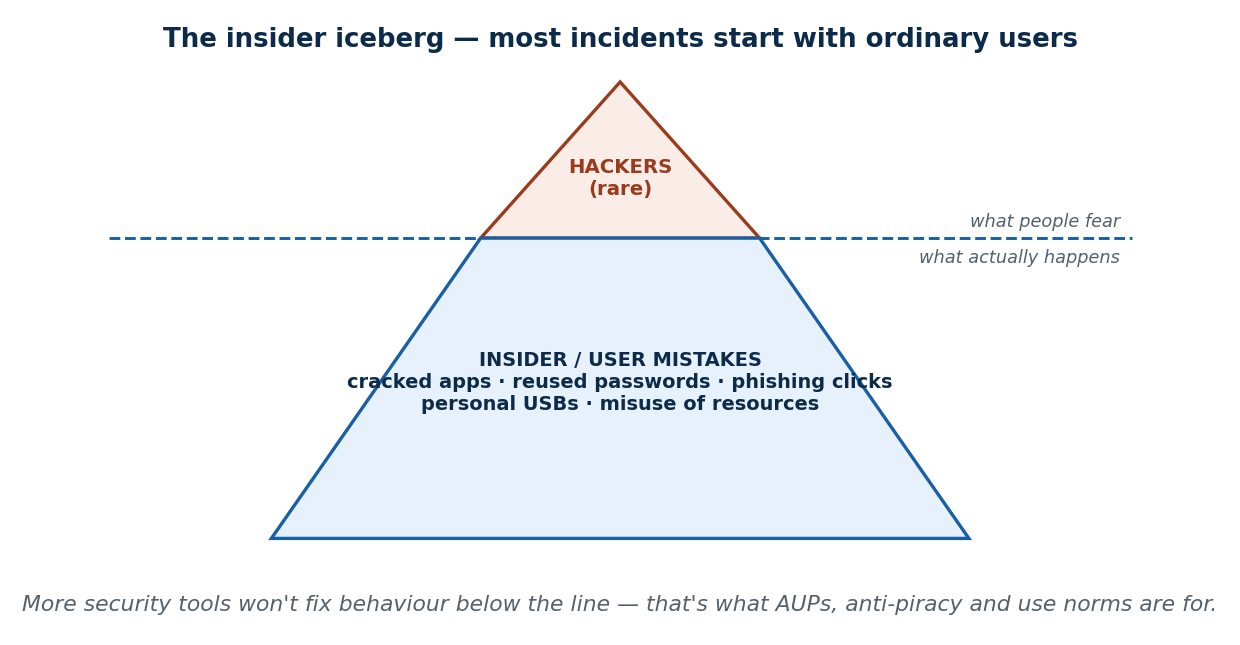 The insider iceberg — most incidents start with ordinary users
HACKERS
(rare)
what people fear
what actually happens
INSIDER / USER MISTAKES
cracked apps · reused passwords · phishing clicks
personal USBs · misuse of resources
More security tools won't fix behaviour below the line — that's what AUPs, anti-piracy and use norms are for.